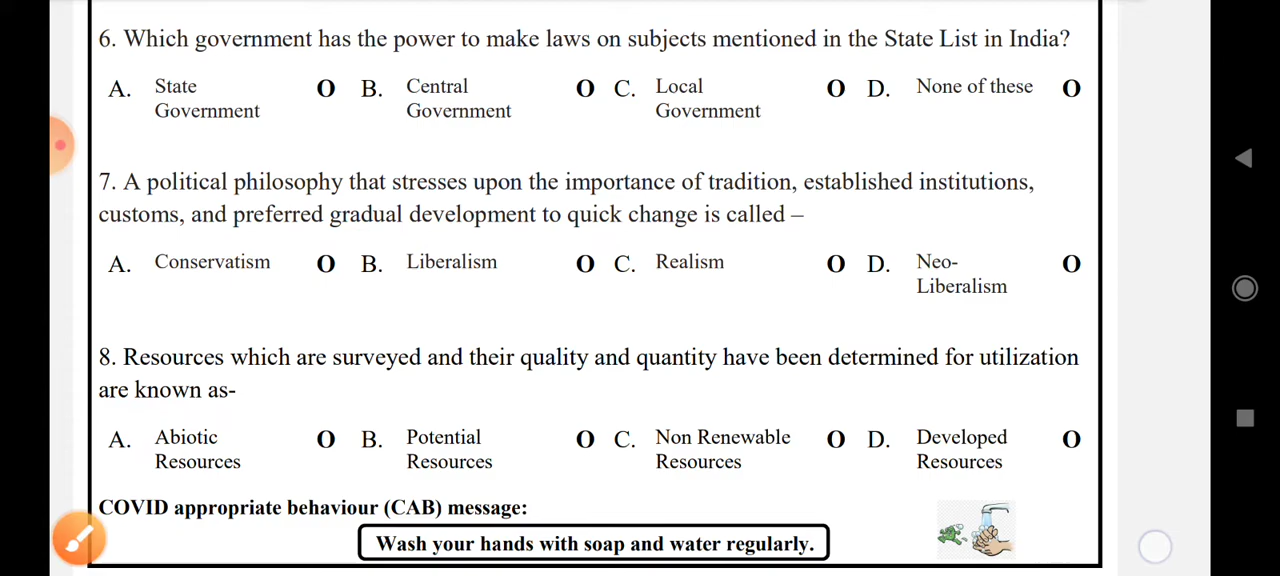 6. Which government has the power to make laws on subjects mentioned in the State List in India?
A. State Government O B. Central Government O C. Local Government O D. None of these O
7. A political philosophy that stresses upon the importance of tradition, established institutions,
customs, and preferred gradual development to quick change is called –
A. Conservatism O B. Liberalism O C. Realism O D. Neo-Liberalism O
8. Resources which are surveyed and their quality and quantity have been determined for utilization
are known as-
A. Abiotic Resources O B. Potential Resources O C. Non Renewable Resources O D. Developed Resources O
COVID appropriate behaviour (CAB) message:
Wash your hands with soap and water regularly.